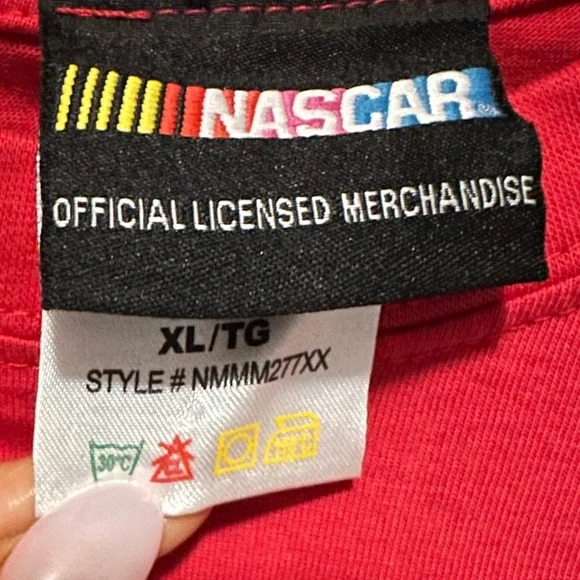 NASCAR®
OFFICIAL LICENSED MERCHANDISE
XL/TG
STYLE # NMMM277XX
30°C